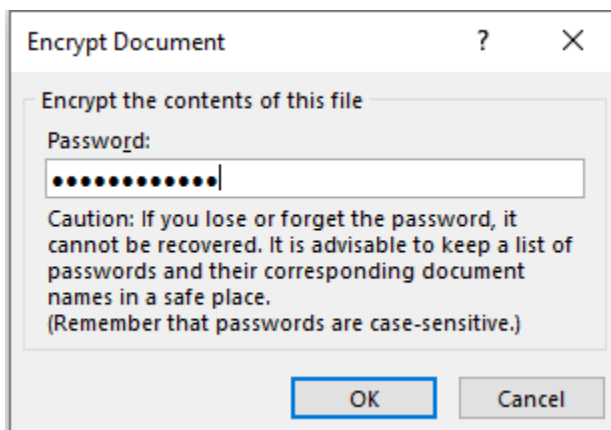 Encrypt Document ? ×
Encrypt the contents of this file
Password:
●●●●●●●●●●●●
Caution: If you lose or forget the password, it
cannot be recovered. It is advisable to keep a list of
passwords and their corresponding document
names in a safe place.
(Remember that passwords are case-sensitive.)
OK Cancel